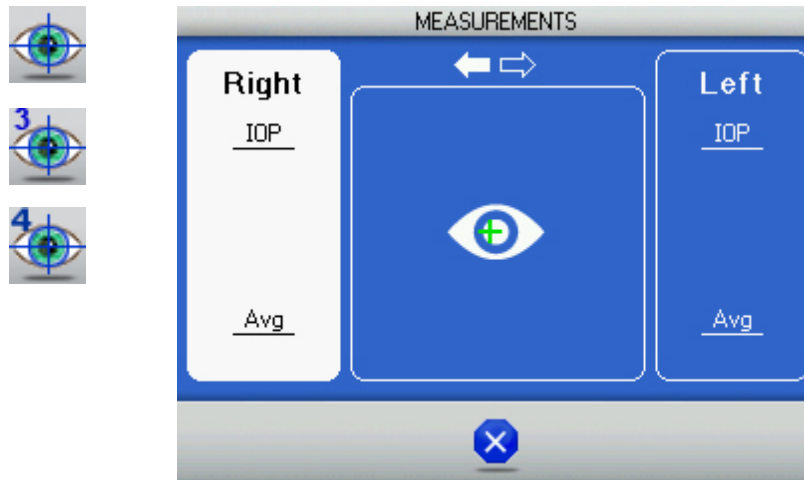 MEASUREMENTS
3
4
Right
IOP
Avg
Left
IOP
Avg